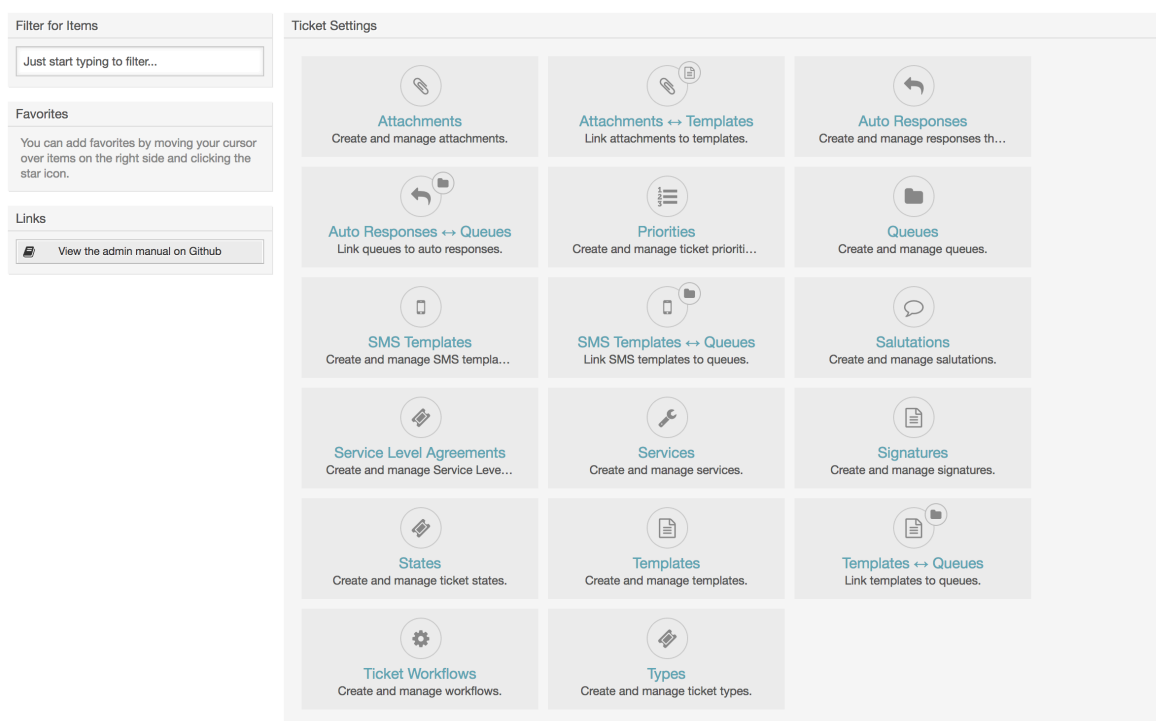 Filter for Items
Just start typing to filter...
Favorites
You can add favorites by moving your cursor
over items on the right side and clicking the
star icon.
Links
View the admin manual on Github
Ticket Settings
Attachments
Create and manage attachments.
Attachments ↔ Templates
Link attachments to templates.
Auto Responses
Create and manage responses th…
Auto Responses ↔ Queues
Link queues to auto responses.
1
2
3
Priorities
Create and manage ticket prioriti…
Queues
Create and manage queues.
SMS Templates
Create and manage SMS templa…
SMS Templates ↔ Queues
Link SMS templates to queues.
Salutations
Create and manage salutations.
Service Level Agreements
Create and manage Service Leve…
Services
Create and manage services.
Signatures
Create and manage signatures.
States
Create and manage ticket states.
Templates
Create and manage templates.
Templates ↔ Queues
Link templates to queues.
Ticket Workflows
Create and manage workflows.
Types
Create and manage ticket types.